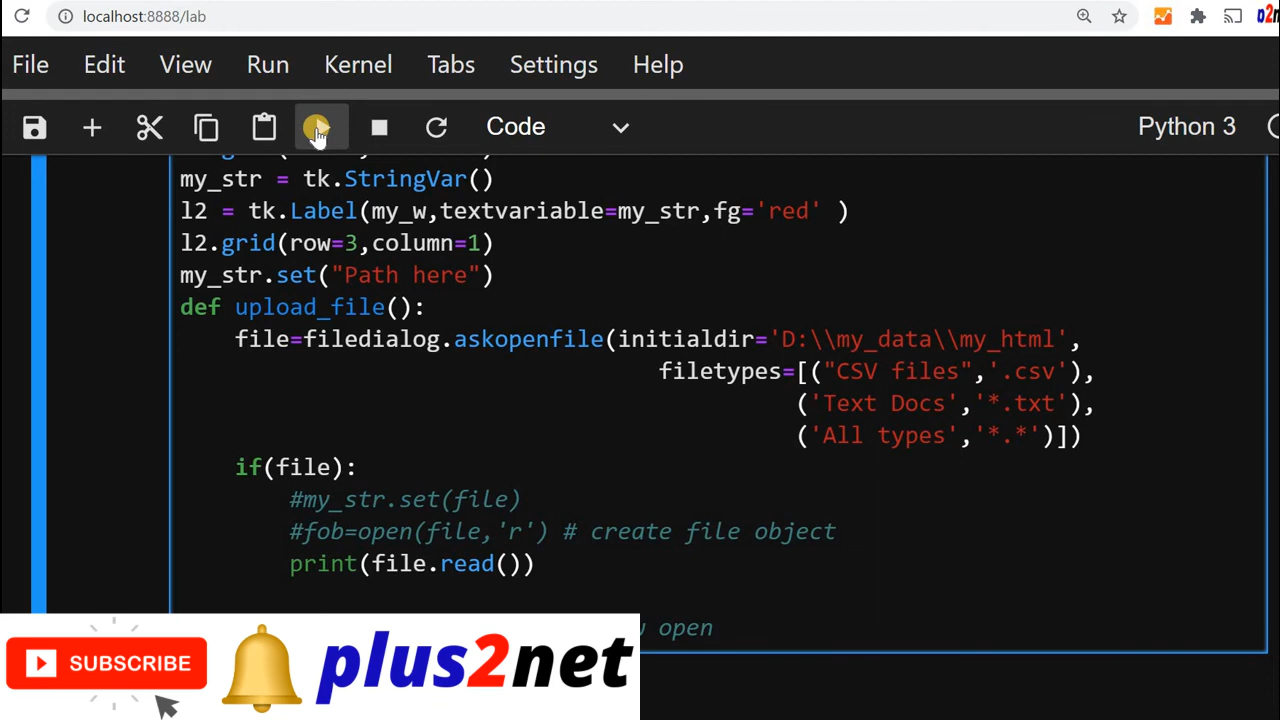 localhost:8888/lab
p2n
File Edit View Run Kernel Tabs Settings Help
Code Python 3
my_str = tk.StringVar()
l2 = tk.Label(my_w,textvariable=my_str,fg='red' )
l2.grid(row=3,column=1)
my_str.set("Path here")
def upload_file():
    file=filedialog.askopenfile(initialdir='D:\\my_data\\my_html',
                                filetypes=[("CSV files",'.csv'),
                                          ('Text Docs','*.txt'),
                                          ('All types','*.*')])
    if(file):
        #my_str.set(file)
        #fob=open(file,'r') # create file object
        print(file.read())
open
SUBSCRIBE
plus2net